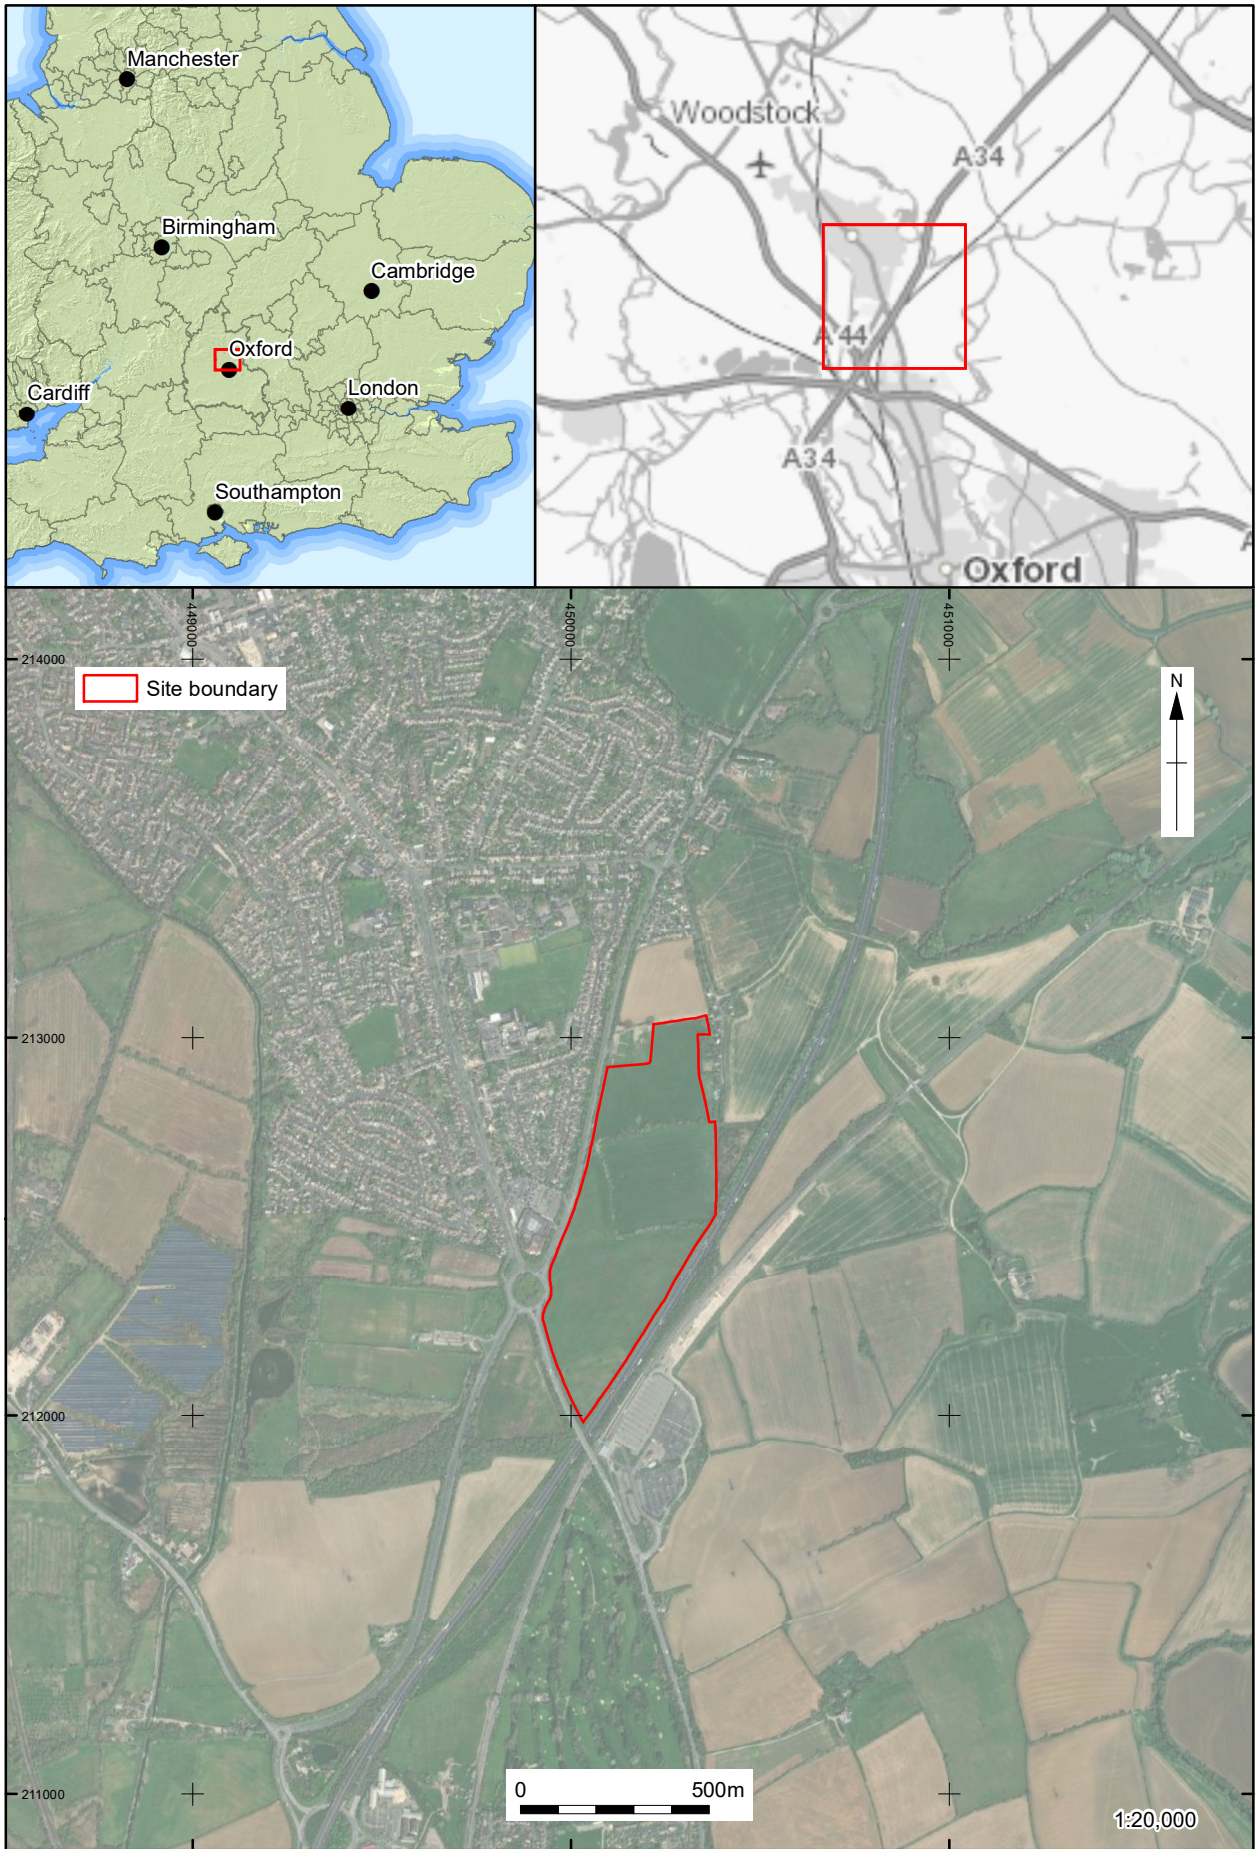 Manchester
Birmingham
Cambridge
Oxford
Cardiff
London
Southampton
Woodstock
A34
A44
A34
Oxford
449000
450000
451000
214000
Site boundary
N
213000
212000
211000
0 500m
1:20,000